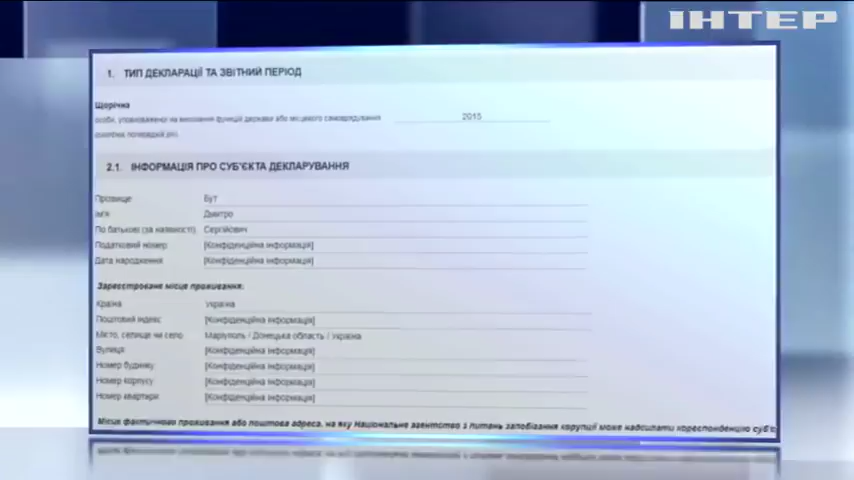 ІНТЕР
1. ТИП ДЕКЛАРАЦІЇ ТА ЗВІТНИЙ ПЕРІОД
Щорічна
особи, уповноваженої на виконання функцій держави або місцевого самоврядування 2015
(охоплює попередній рік)
2.1. ІНФОРМАЦІЯ ПРО СУБ'ЄКТА ДЕКЛАРУВАННЯ
Прізвище Бут
Ім'я Дмитро
По батькові (за наявності) Сергійович
Податковий номер [Конфіденційна інформація]
Дата народження [Конфіденційна інформація]
Зареєстроване місце проживання:
Країна Україна
Поштовий індекс [Конфіденційна інформація]
Місто, селище чи село Маріуполь / Донецька область / Україна
Вулиця [Конфіденційна інформація]
Номер будинку [Конфіденційна інформація]
Номер корпусу [Конфіденційна інформація]
Номер квартири [Конфіденційна інформація]
Місце фактичного проживання або поштова адреса, на яку Національне агентство з питань запобігання корупції може надсилати кореспонденцію суб'є